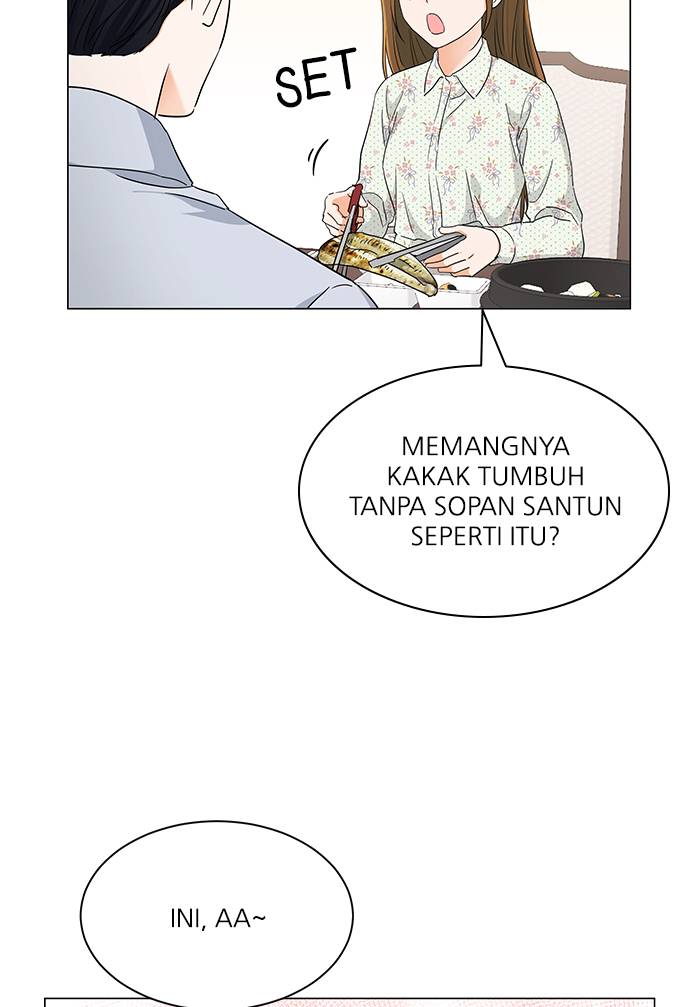 SET
MEMANGNYA
KAKAK TUMBUH
TANPA SOPAN SANTUN
SEPERTI ITU?
INI, AA~